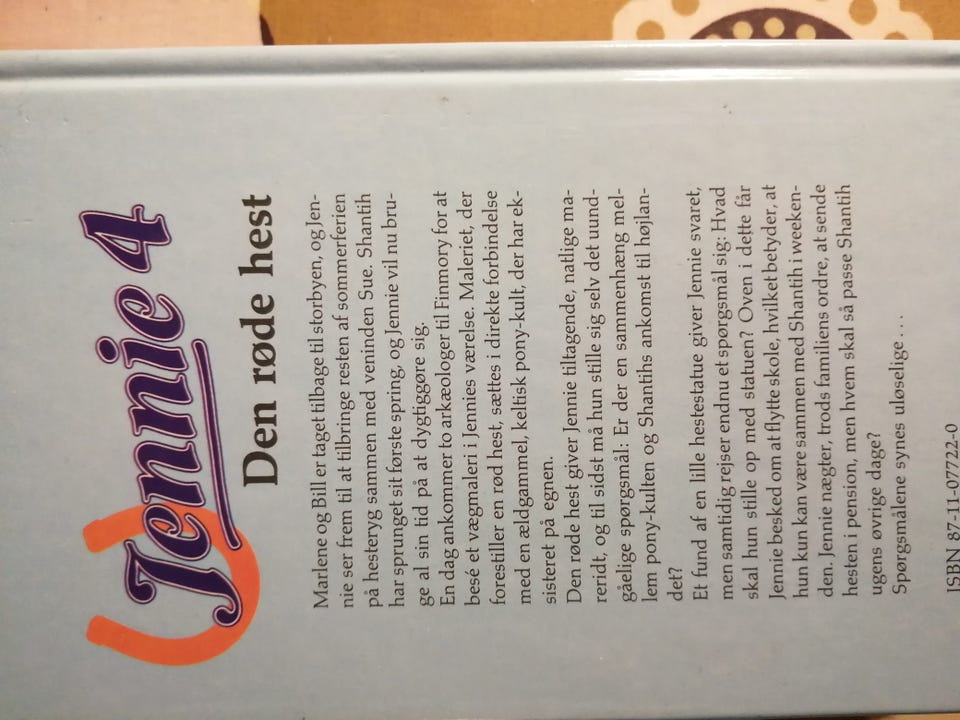 Jennie 4
Den røde hest
Marlene og Bill er taget tilbage til storbyen, og Jen-
nie ser frem til at tilbringe resten af sommerferien
på hesteryg sammen med veninden Sue. Shantih
har sprunget sit første spring, og Jennie vil nu bru-
ge al sin tid på at dygtiggøre sig.
En dag ankommer to arkæologer til Finmory for at
besé et vægmaleri i Jennies værelse. Maleriet, der
forestiller en rød hest, sættes i direkte forbindelse
med en ældgammel, keltisk pony-kult, der har ek-
sisteret på egnen.
Den røde hest giver Jennie tiltagende, natlige ma-
reridt, og til sidst må hun stille sig selv det uund-
gåelige spørgsmål: Er der en sammenhæng mel-
lem pony-kulten og Shantihs ankomst til højlan-
det?
Et fund af en lille hestestatue giver Jennie svaret,
men samtidig rejser endnu et spørgsmål sig: Hvad
skal hun stille op med statuen? Oven i dette får
Jennie besked om at flytte skole, hvilket betyder, at
hun kun kan være sammen med Shantih i weeken-
den. Jennie nægter, trods familiens ordre, at sende
hesten i pension, men hvem skal så passe Shantih
ugens øvrige dage?
Spørgsmålene synes uløselige . . .
ISBN 87-111-07722-0